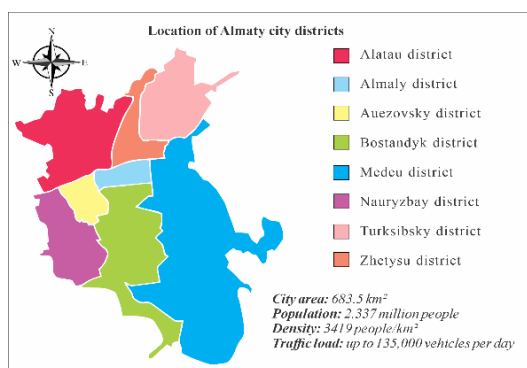 Location of Almaty city districts
N
W E
S
Alatau district
Almaly district
Auezovsky district
Bostandyk district
Medeu district
Nauryzbay district
Turksibsky district
Zhetysu district
City area: 683.5 km²
Population: 2.337 million people
Density: 3419 people/km²
Traffic load: up to 135,000 vehicles per day